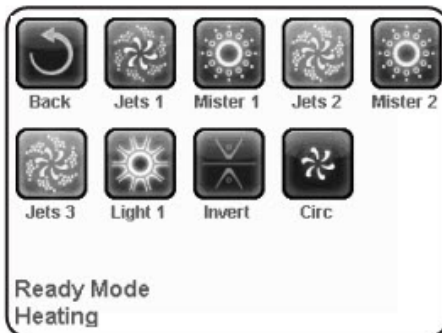 Back Jets 1 Mister 1 Jets 2 Mister 2
Jets 3 Light 1 Invert Circ
Ready Mode
Heating